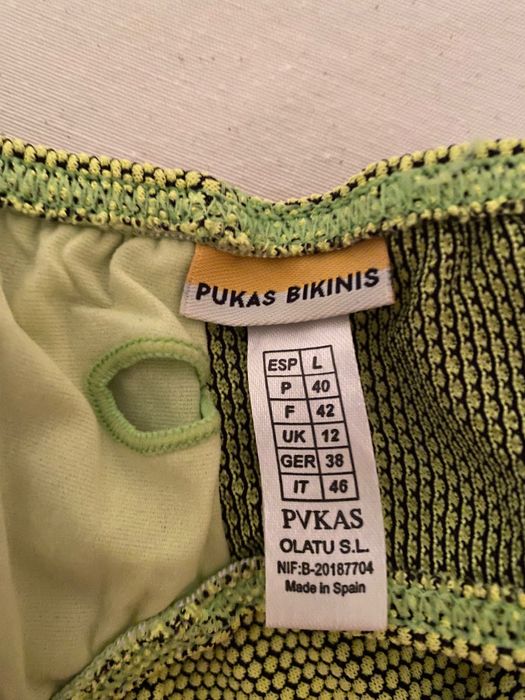 PUKAS BIKINIS
ESP L
P 40
F 42
UK 12
GER 38
IT 46
PVKAS
OLATU S.L.
NIF:B-20187704
Made in Spain